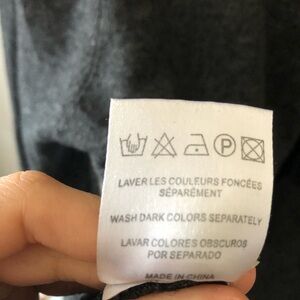 P
LAVER LES COULEURS FONCÉES
SÉPARÉMENT
WASH DARK COLORS SEPARATELY
LAVAR COLORES OBSCUROS
POR SEPARADO
MADE IN CHINA